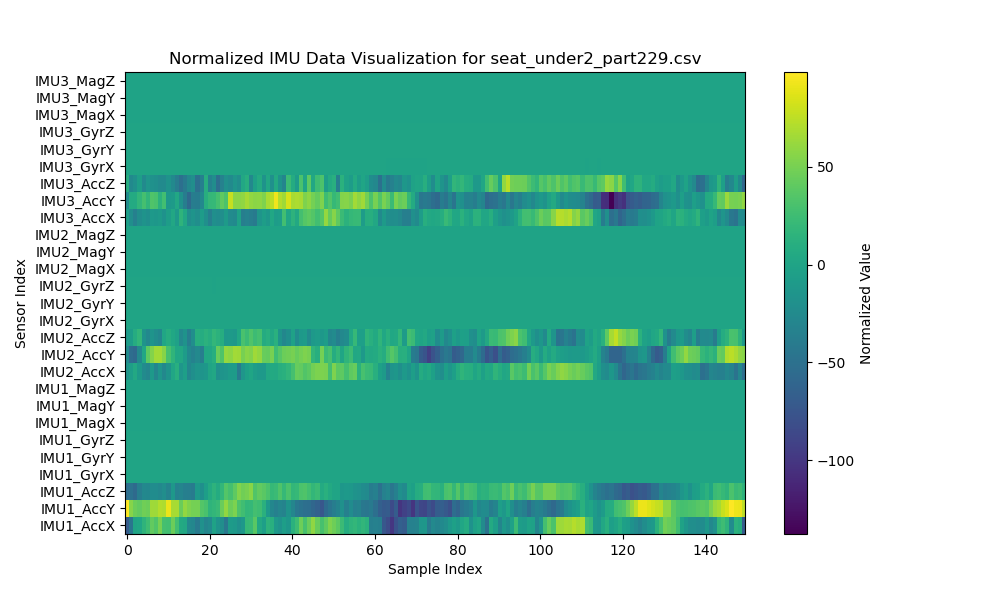 Normalized IMU Data Visualization for seat_under2_part229.csv
IMU3_MagZ
IMU3_MagY
IMU3_MagX
IMU3_GyrZ
IMU3_GyrY
IMU3_GyrX
IMU3_AccZ
IMU3_AccY
IMU3_AccX
IMU2_MagZ
IMU2_MagY
IMU2_MagX
IMU2_GyrZ
IMU2_GyrY
IMU2_GyrX
IMU2_AccZ
IMU2_AccY
IMU2_AccX
IMU1_MagZ
IMU1_MagY
IMU1_MagX
IMU1_GyrZ
IMU1_GyrY
IMU1_GyrX
IMU1_AccZ
IMU1_AccY
IMU1_AccX
Sensor Index
0 20 40 60 80 100 120 140
Sample Index
50
0
−50
−100
Normalized Value